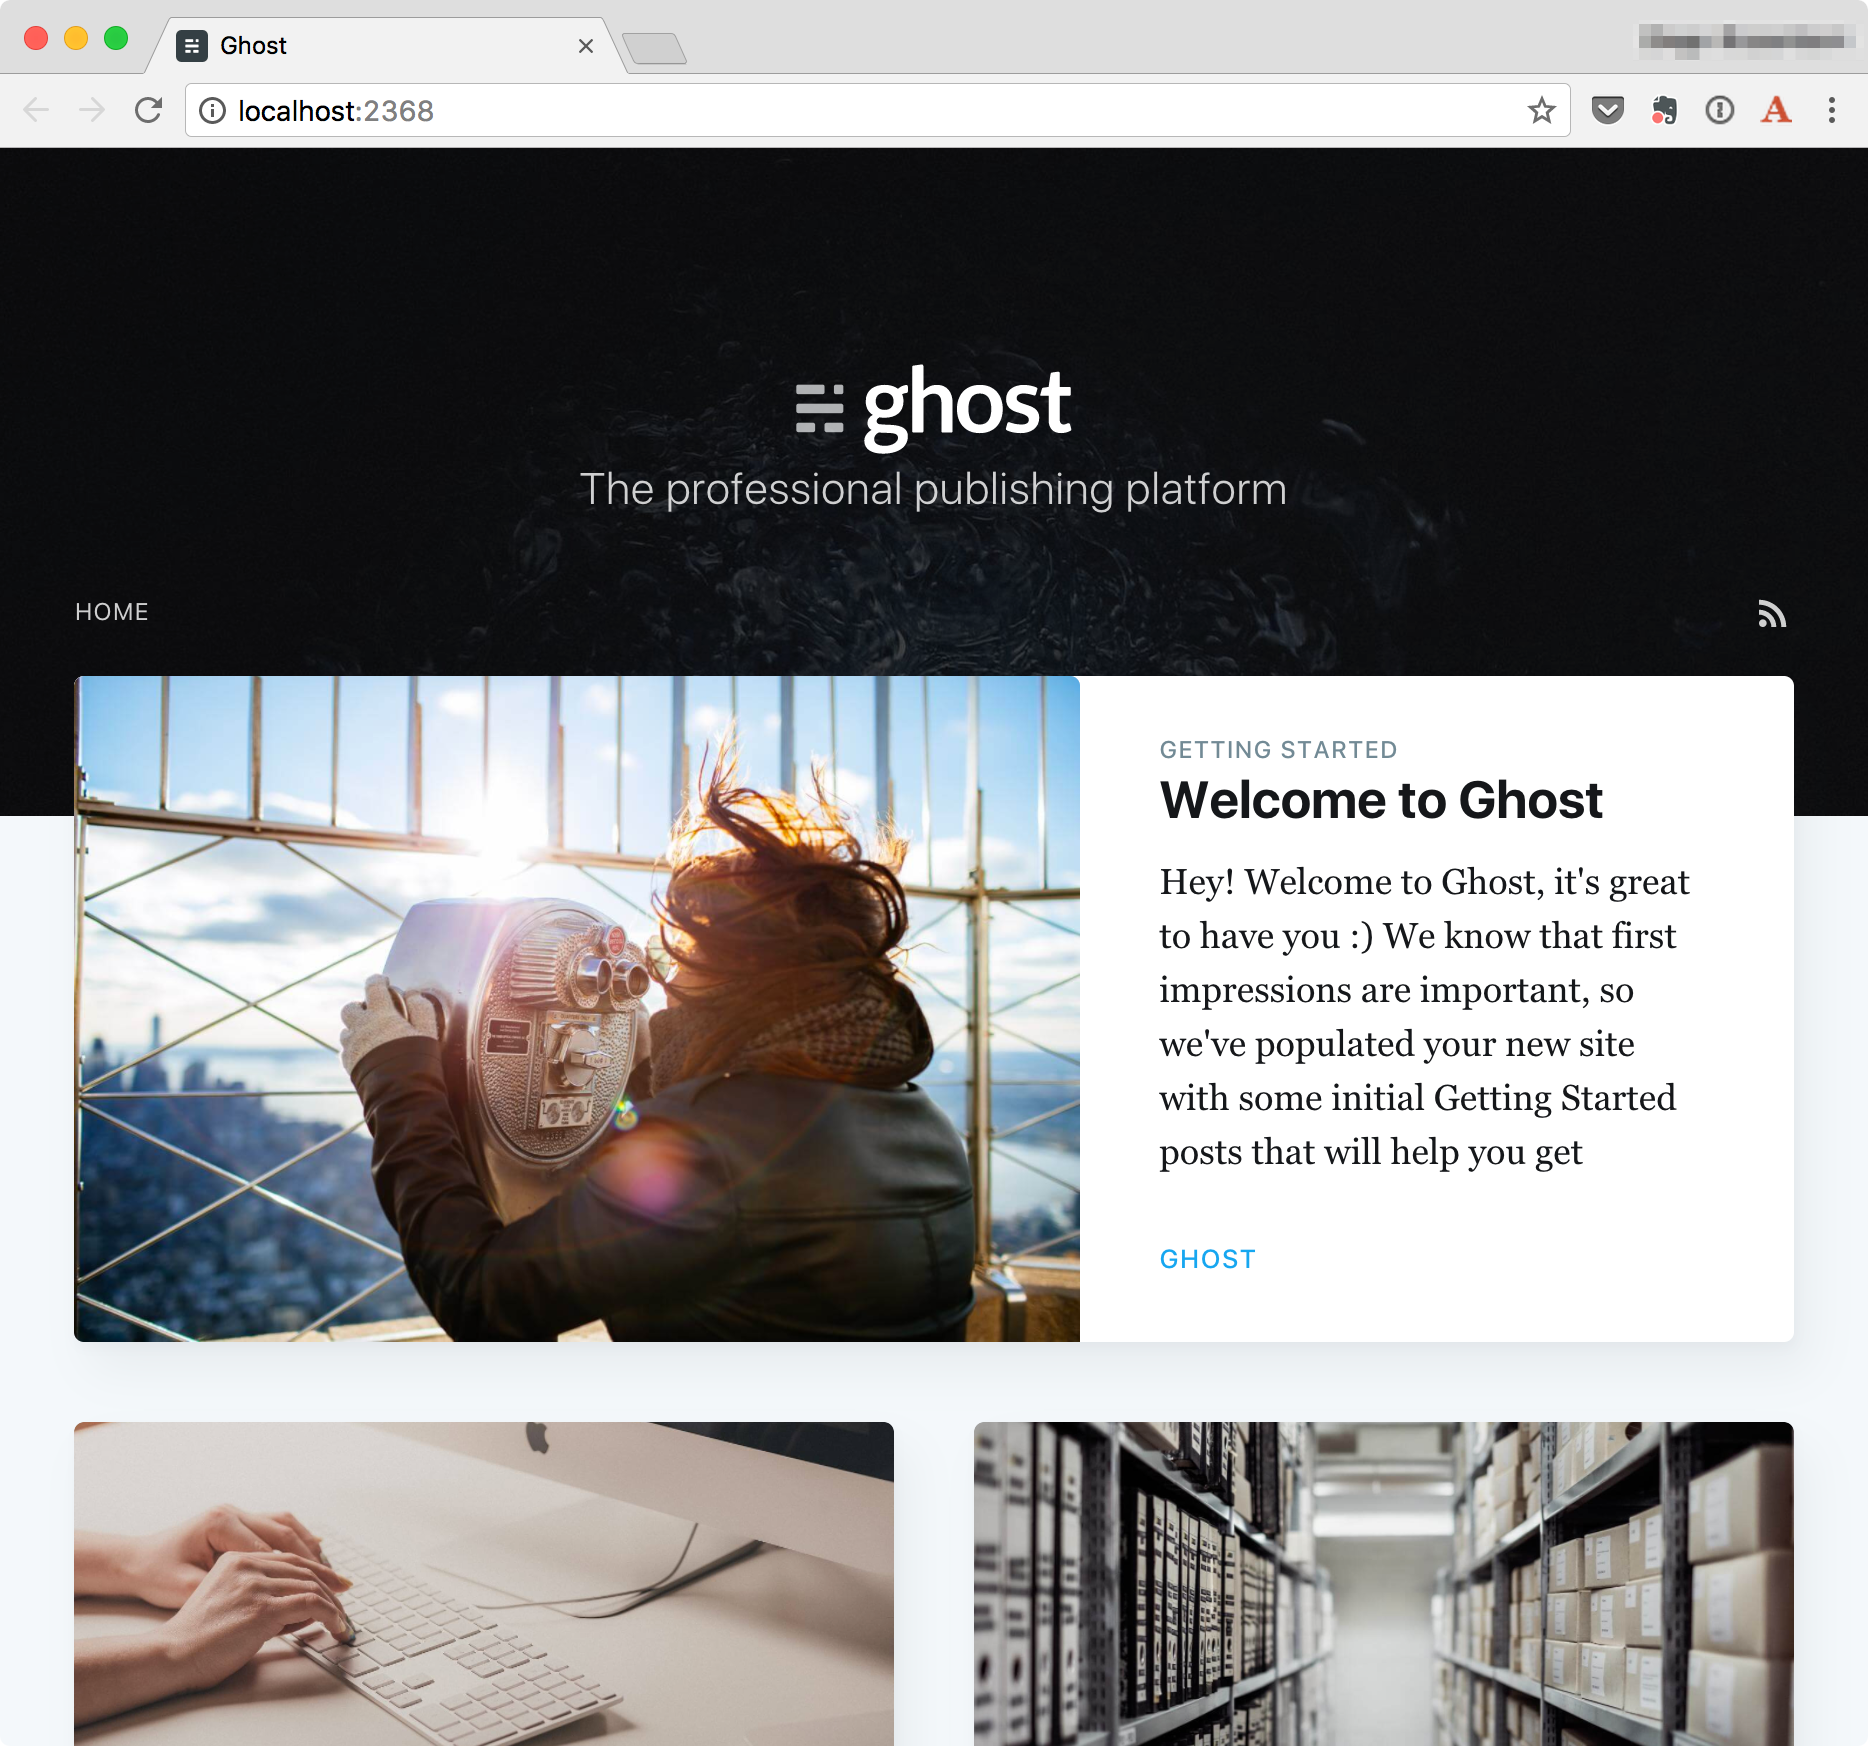 Ghost
localhost:2368
ghost
The professional publishing platform
HOME
GETTING STARTED
Welcome to Ghost
Hey! Welcome to Ghost, it's great
to have you :) We know that first
impressions are important, so
we've populated your new site
with some initial Getting Started
posts that will help you get
GHOST